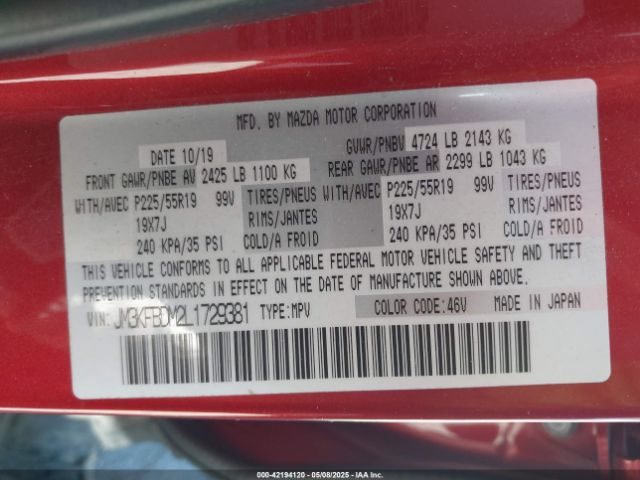 MFD. BY MAZDA MOTOR CORPORATION
DATE 10/19 GVWR/PNBV 4724 LB 2143 KG
FRONT GAWR/PNBE AV 2425 LB 1100 KG REAR GAWR/PNBE AR 2299 LB 1043 KG
WITH/AVEC P225/55R19 99V TIRES/PNEUS WITH/AVEC P225/55R19 99V TIRES/PNEUS
19X7J RIMS/JANTES 19X7J RIMS/JANTES
240 KPA/35 PSI COLD/A FROID 240 KPA/35 PSI COLD/A FROID
THIS VEHICLE CONFORMS TO ALL APPLICABLE FEDERAL MOTOR VEHICLE SAFETY AND THEFT
PREVENTION STANDARDS IN EFFECT ON THE DATE OF MANUFACTURE SHOWN ABOVE.
VIN: JM3KFBDM2L1729381 TYPE:MPV COLOR CODE:46V MADE IN JAPAN
000-42194120 - 05/08/2025 - IAA Inc.